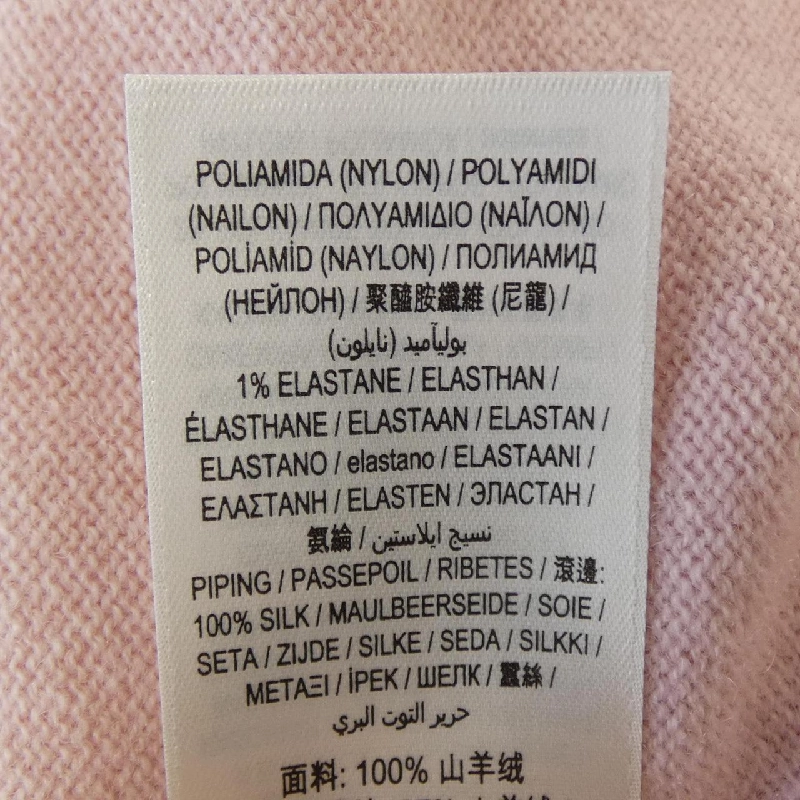 POLIAMIDA (NYLON) / POLYAMIDI
(NAILON) / ΠΟΛΥΑΜΙΔΙΟ (ΝΑΪΛΟΝ) /
POLİAMİD (NAYLON) / ПОЛИАМИД
(НЕЙЛОН) / 聚醯胺纖維 (尼龍) /
بوليآميد (نايلون)
1% ELASTANE / ELASTHAN /
ÉLASTHANE / ELASTAAN / ELASTAN /
ELASTANO / elastano / ELASTAANI /
ΕΛΑΣΤΑΝΗ / ELASTEN / ЭЛАСТАН /
氨綸 / نسيج ايلاستين
PIPING / PASSEPOIL / RIBETES / 滾邊:
100% SILK / MAULBEERSEIDE / SOIE /
SETA / ZIJDE / SILKE / SEDA / SILKKI /
ΜΕΤΑΞΙ / İPEK / ШЕЛК / 蠶絲 /
حرير التوت البري
面料: 100% 山羊绒